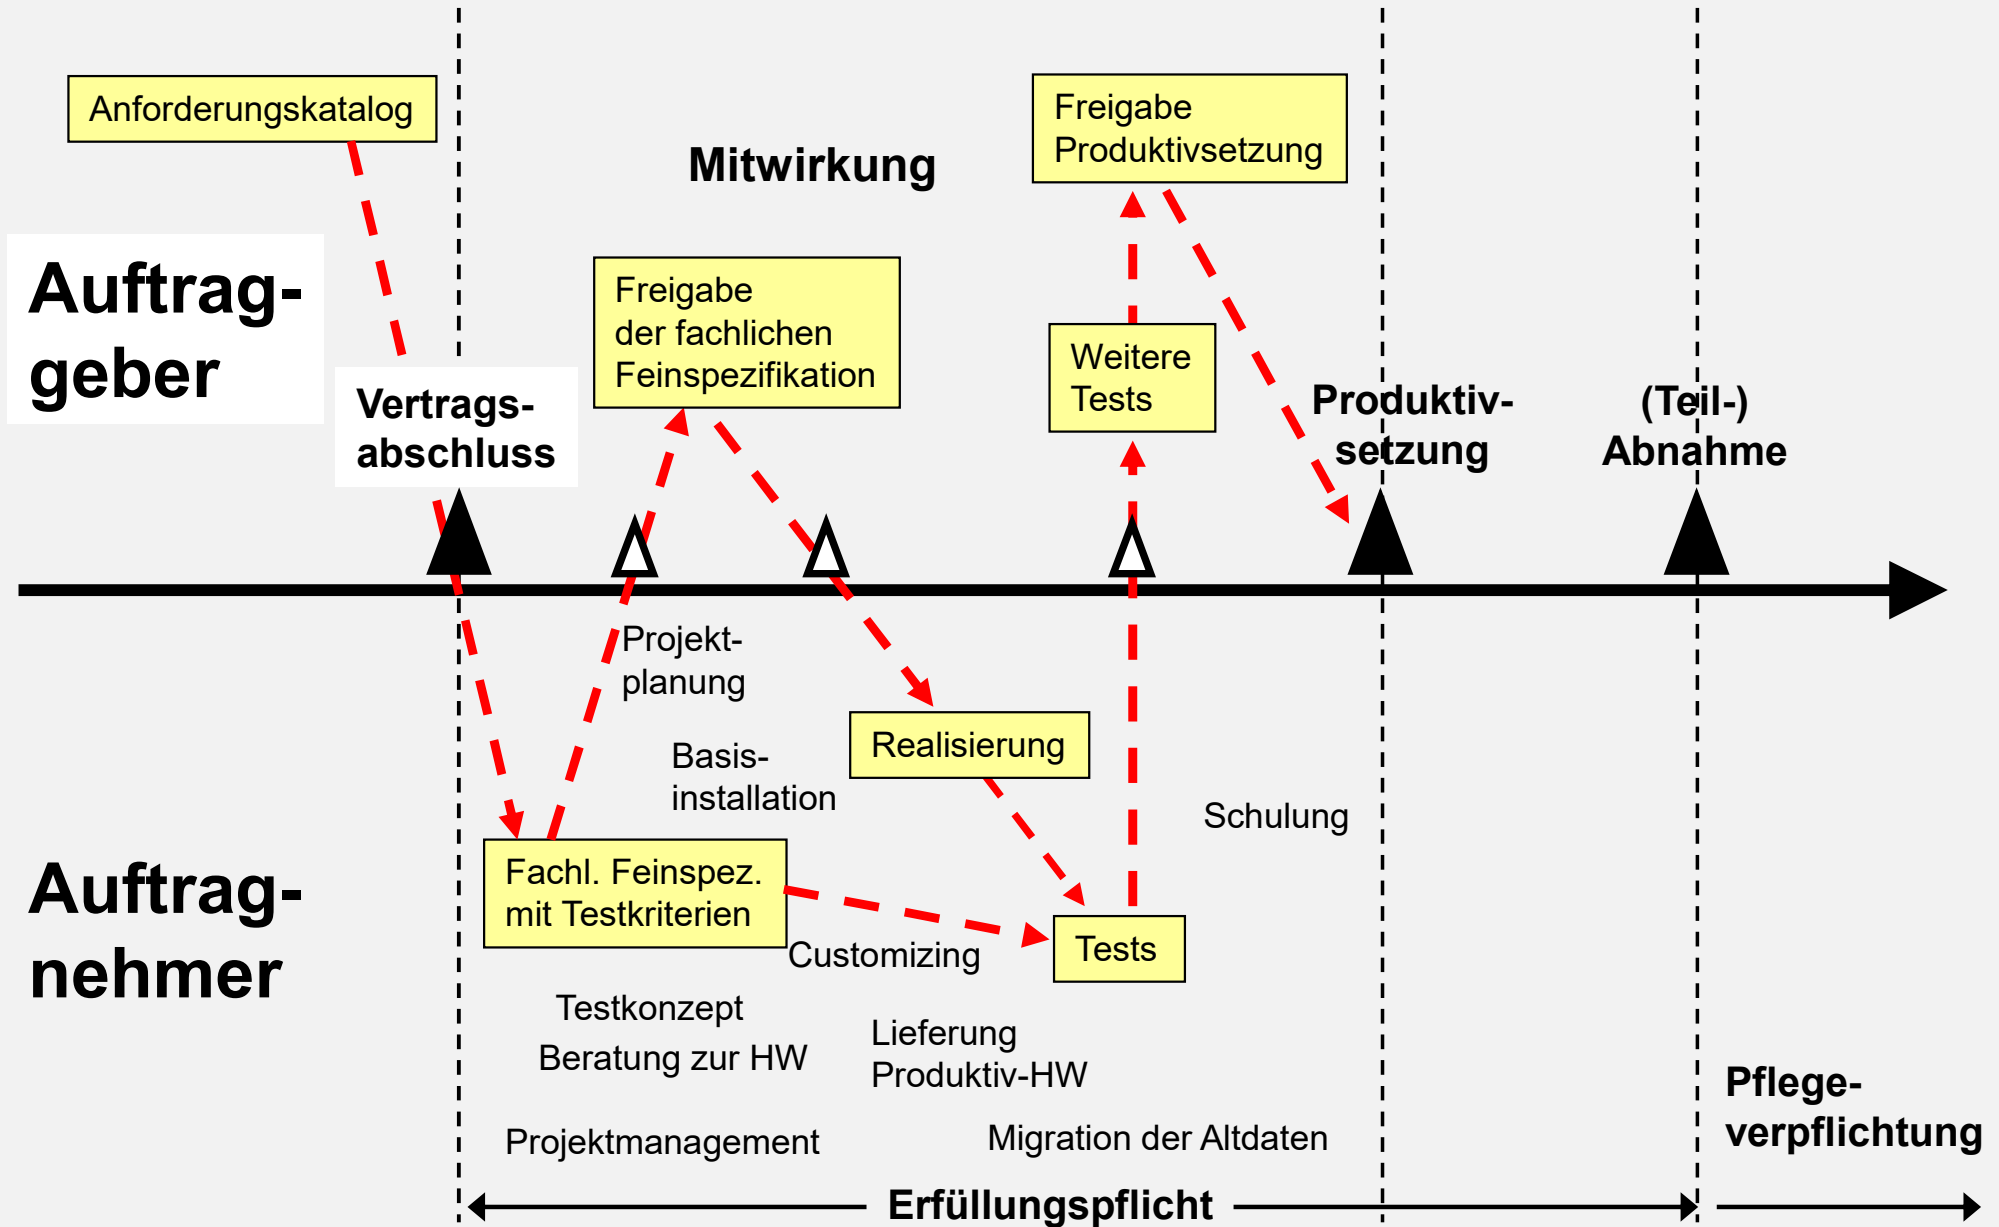 Anforderungskatalog
Freigabe
Produktivsetzung
Mitwirkung
Auftrag-
geber
Freigabe
der fachlichen
Feinspezifikation
Weitere
Tests
Vertrags-
abschluss
Produktiv-
setzung
(Teil-)
Abnahme
Projekt-
planung
Realisierung
Basis-
installation
Schulung
Auftrag-
nehmer
Fachl. Feinspez.
mit Testkriterien
Tests
Customizing
Testkonzept
Beratung zur HW
Lieferung
Produktiv-HW
Projektmanagement
Migration der Altdaten
Pflege-
verpflichtung
Erfüllungspflicht